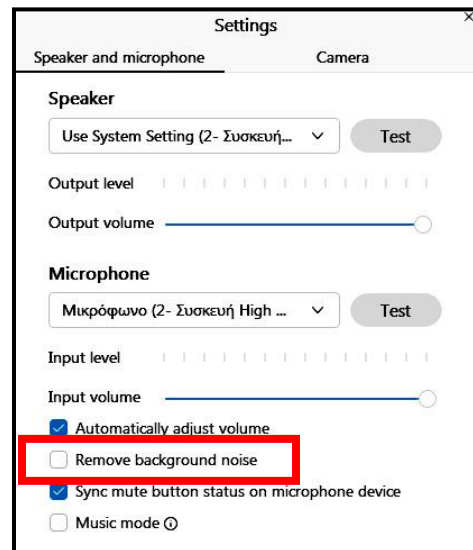 Settings
Speaker and microphone Camera
Speaker
Use System Setting (2- Συσκευή... Test
Output level
Output volume
Microphone
Μικρόφωνο (2- Συσκευή High ... Test
Input level
Input volume
Automatically adjust volume
Remove background noise
Sync mute button status on microphone device
Music mode